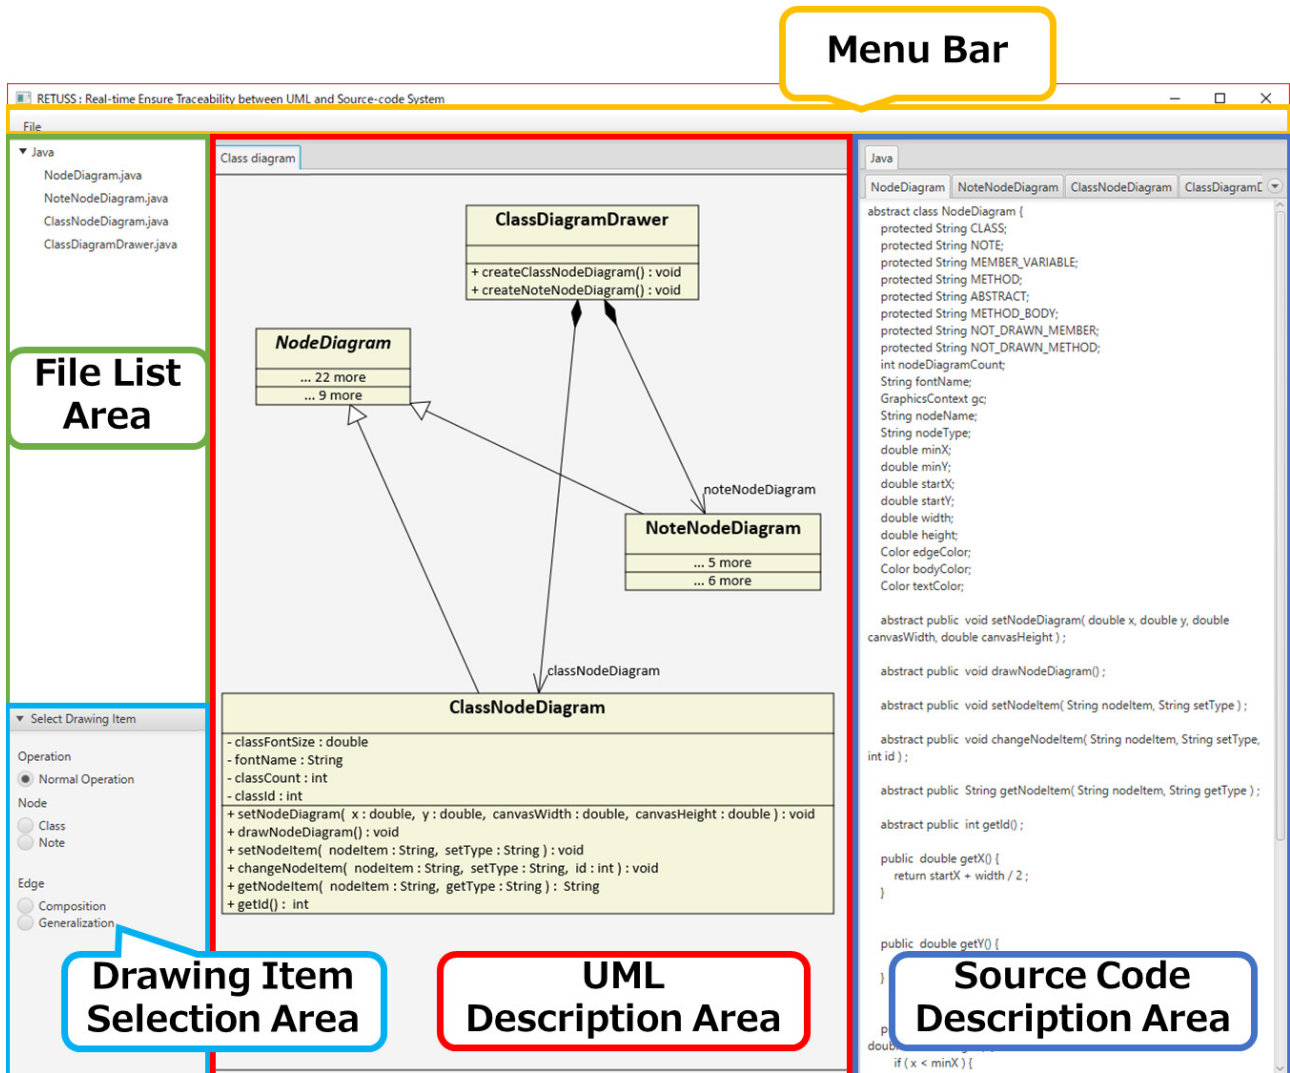 Menu Bar
RETUSS : Real-time Ensure Traceability between UML and Source-code System
File
Java
NodeDiagram.java
NoteNodeDiagram.java
ClassNodeDiagram.java
ClassDiagramDrawer.java
File List
Area
Select Drawing Item
Operation
Normal Operation
Node
Class
Note
Edge
Composition
Generalization
Drawing Item
Selection Area
Class diagram
ClassDiagramDrawer
+ createClassNodeDiagram() : void
+ createNoteNodeDiagram() : void
NodeDiagram
... 22 more
... 9 more
noteNodeDiagram
NoteNodeDiagram
... 5 more
... 6 more
classNodeDiagram
ClassNodeDiagram
- classFontSize : double
- fontName : String
- classCount : int
- classId : int
+ setNodeDiagram( x : double, y : double, canvasWidth : double, canvasHeight : double ) : void
+ drawNodeDiagram() : void
+ setNodeItem( nodeItem : String, setType : String ) : void
+ changeNodeItem( nodeItem : String, setType : String, id : int ) : void
+ getNodeItem( nodeItem : String, getType : String ) : String
+ getId() : int
UML
Description Area
Java
NodeDiagram NoteNodeDiagram ClassNodeDiagram ClassDiagramD
abstract class NodeDiagram {
protected String CLASS;
protected String NOTE;
protected String MEMBER_VARIABLE;
protected String METHOD;
protected String ABSTRACT;
protected String METHOD_BODY;
protected String NOT_DRAWN_MEMBER;
protected String NOT_DRAWN_METHOD;
int nodeDiagramCount;
String fontName;
GraphicsContext gc;
String nodeName;
String nodeType;
double minX;
double minY;
double startX;
double startY;
double width;
double height;
Color edgeColor;
Color bodyColor;
Color textColor;
abstract public void setNodeDiagram( double x, double y, double
canvasWidth, double canvasHeight ) ;
abstract public void drawNodeDiagram() ;
abstract public void setNodeItem( String nodeItem, String setType ) ;
abstract public void changeNodeItem( String nodeItem, String setType,
int id ) ;
abstract public String getNodeItem( String nodeItem, String getType ) ;
abstract public int getId() ;
public double getX() {
return startX + width / 2 ;
}
public double getY() {
}
if ( x < minX ) {
Source Code
Description Area